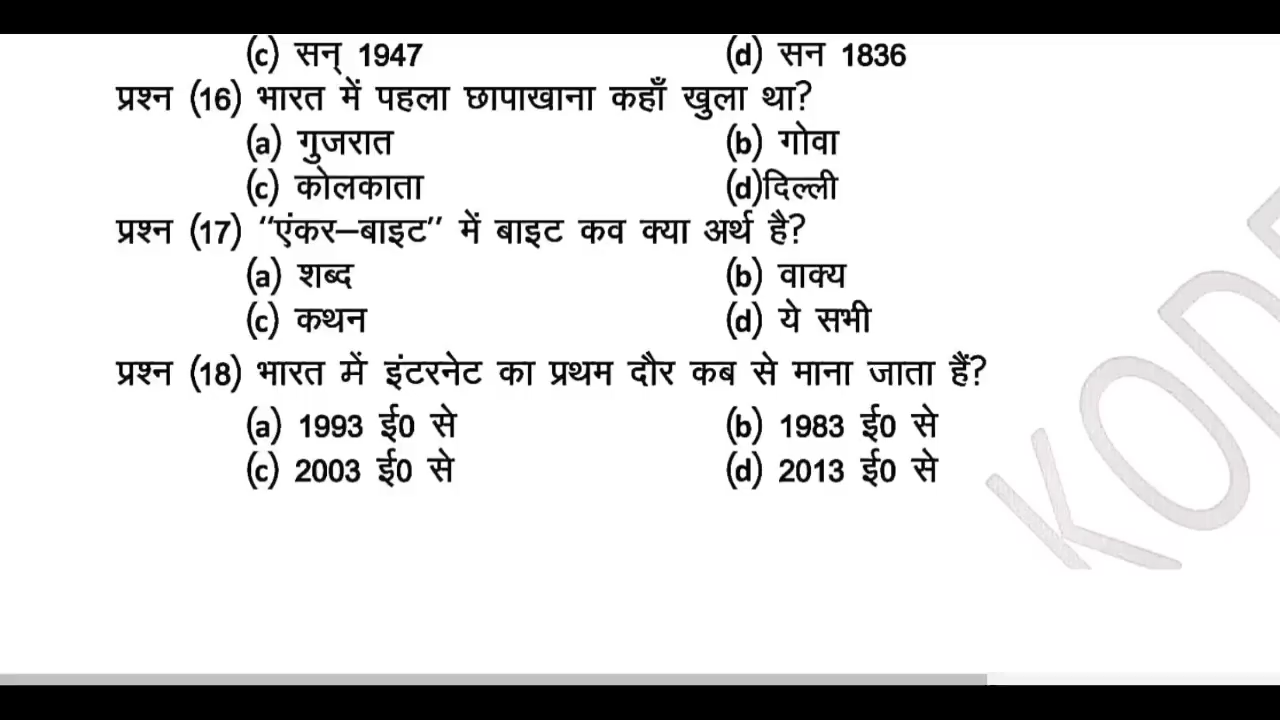 (c) सन् 1947 (d) सन 1836
प्रश्न (16) भारत में पहला छापाखाना कहाँ खुला था?
(a) गुजरात (b) गोवा
(c) कोलकाता (d)दिल्ली
प्रश्न (17) “एंकर–बाइट” में बाइट कव क्या अर्थ है?
(a) शब्द (b) वाक्य
(c) कथन (d) ये सभी
प्रश्न (18) भारत में इंटरनेट का प्रथम दौर कब से माना जाता हैं?
(a) 1993 ई0 से (b) 1983 ई0 से
(c) 2003 ई0 से (d) 2013 ई0 से